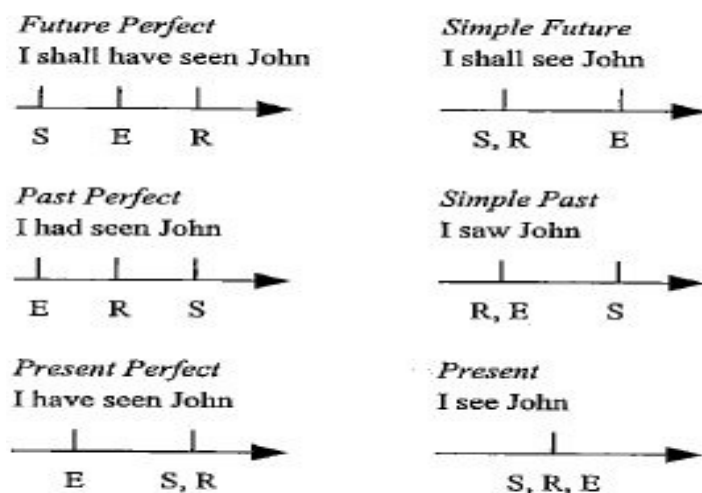 Future Perfect
I shall have seen John
S E R
Simple Future
I shall see John
S, R E
Past Perfect
I had seen John
E R S
Simple Past
I saw John
R, E S
Present Perfect
I have seen John
E S, R
Present
I see John
S, R, E